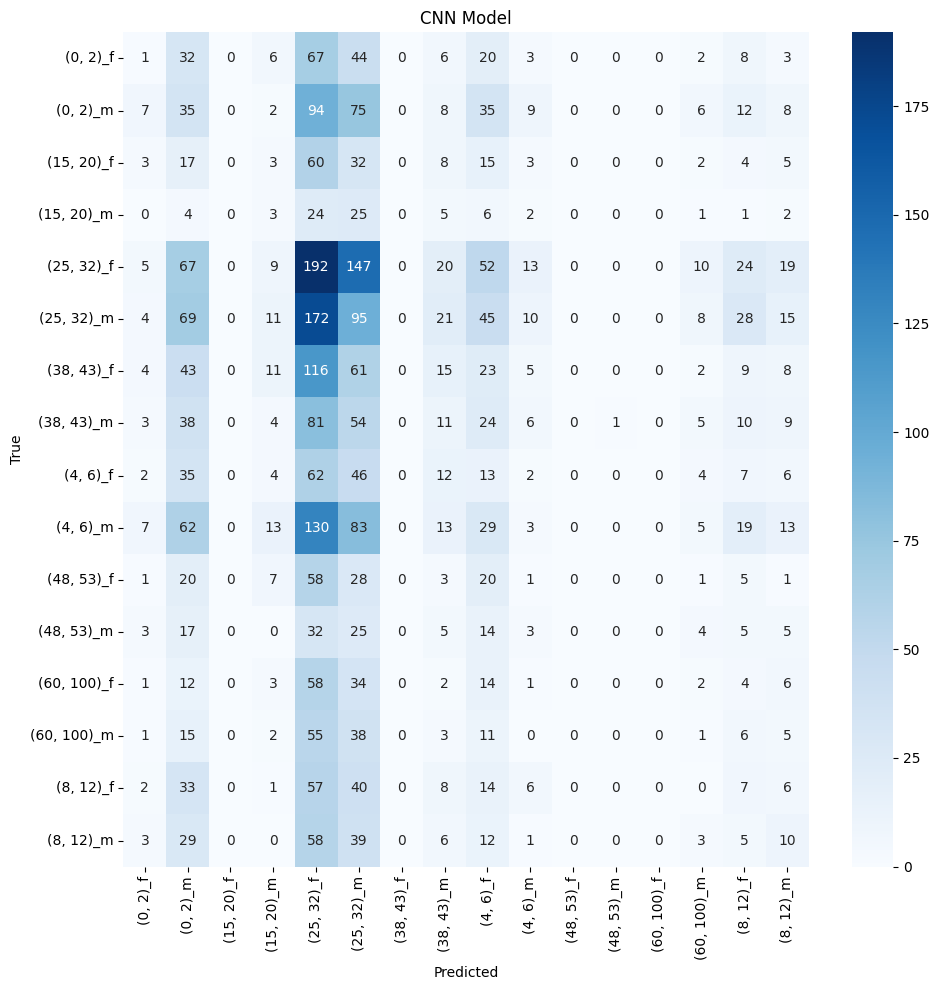 CNN Model
(0, 2)_f 1 32 0 6 67 44 0 6 20 3 0 0 0 2 8 3
(0, 2)_m 7 35 0 2 94 75 0 8 35 9 0 0 0 6 12 8
(15, 20)_f 3 17 0 3 60 32 0 8 15 3 0 0 0 2 4 5
(15, 20)_m 0 4 0 3 24 25 0 5 6 2 0 0 0 1 1 2
(25, 32)_f 5 67 0 9 192 147 0 20 52 13 0 0 0 10 24 19
(25, 32)_m 4 69 0 11 172 95 0 21 45 10 0 0 0 8 28 15
(38, 43)_f 4 43 0 11 116 61 0 15 23 5 0 0 0 2 9 8
(38, 43)_m 3 38 0 4 81 54 0 11 24 6 0 1 0 5 10 9
(4, 6)_f 2 35 0 4 62 46 0 12 13 2 0 0 0 4 7 6
(4, 6)_m 7 62 0 13 130 83 0 13 29 3 0 0 0 5 19 13
(48, 53)_f 1 20 0 7 58 28 0 3 20 1 0 0 0 1 5 1
(48, 53)_m 3 17 0 0 32 25 0 5 14 3 0 0 0 4 5 5
(60, 100)_f 1 12 0 3 58 34 0 2 14 1 0 0 0 2 4 6
(60, 100)_m 1 15 0 2 55 38 0 3 11 0 0 0 0 1 6 5
(8, 12)_f 2 33 0 1 57 40 0 8 14 6 0 0 0 0 7 6
(8, 12)_m 3 29 0 0 58 39 0 6 12 1 0 0 0 3 5 10
True
(0, 2)_f (0, 2)_m (15, 20)_f (15, 20)_m (25, 32)_f (25, 32)_m (38, 43)_f (38, 43)_m (4, 6)_f (4, 6)_m (48, 53)_f (48, 53)_m (60, 100)_f (60, 100)_m (8, 12)_f (8, 12)_m
Predicted
175
150
125
100
75
50
25
0